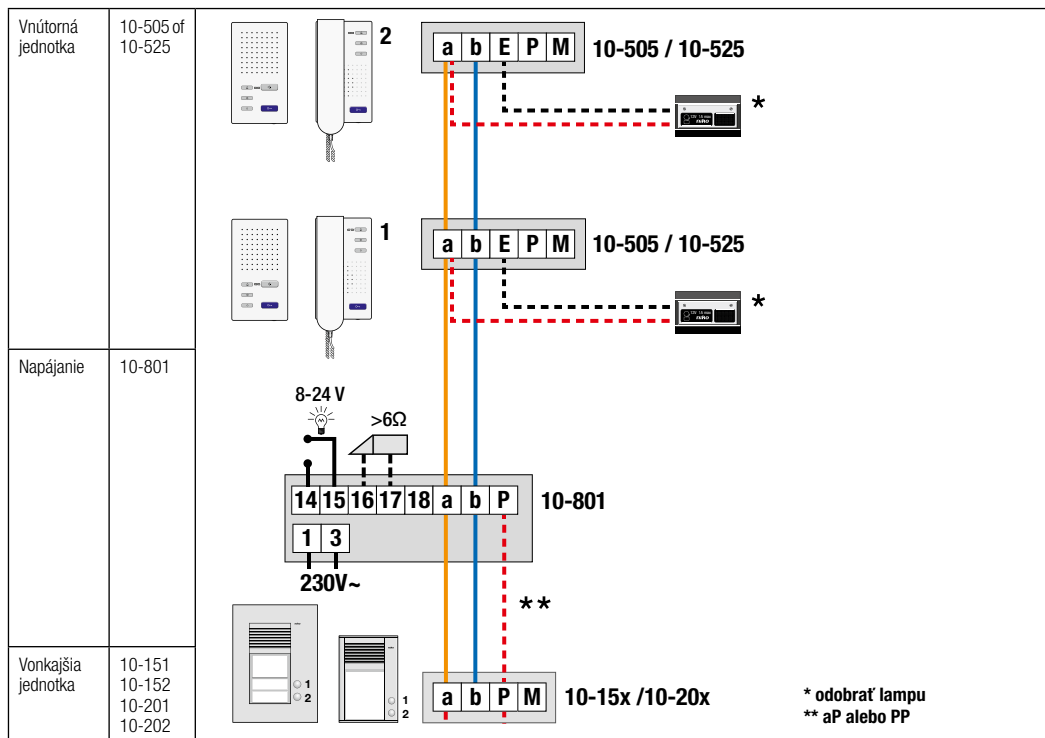 Vnútorná jednotka
10-505 of 10-525
2
a b E P M
10-505 / 10-525
*
niko
1
a b E P M
10-505 / 10-525
*
niko
Napájanie
10-801
8-24 V
>6Ω
14 15 16 17 18 a b P
10-801
1 3
230V~
**
Vonkajšia jednotka
10-151
10-152
10-201
10-202
1
2
1
2
a b P M
10-15x /10-20x
* odobrať lampu
** aP alebo PP